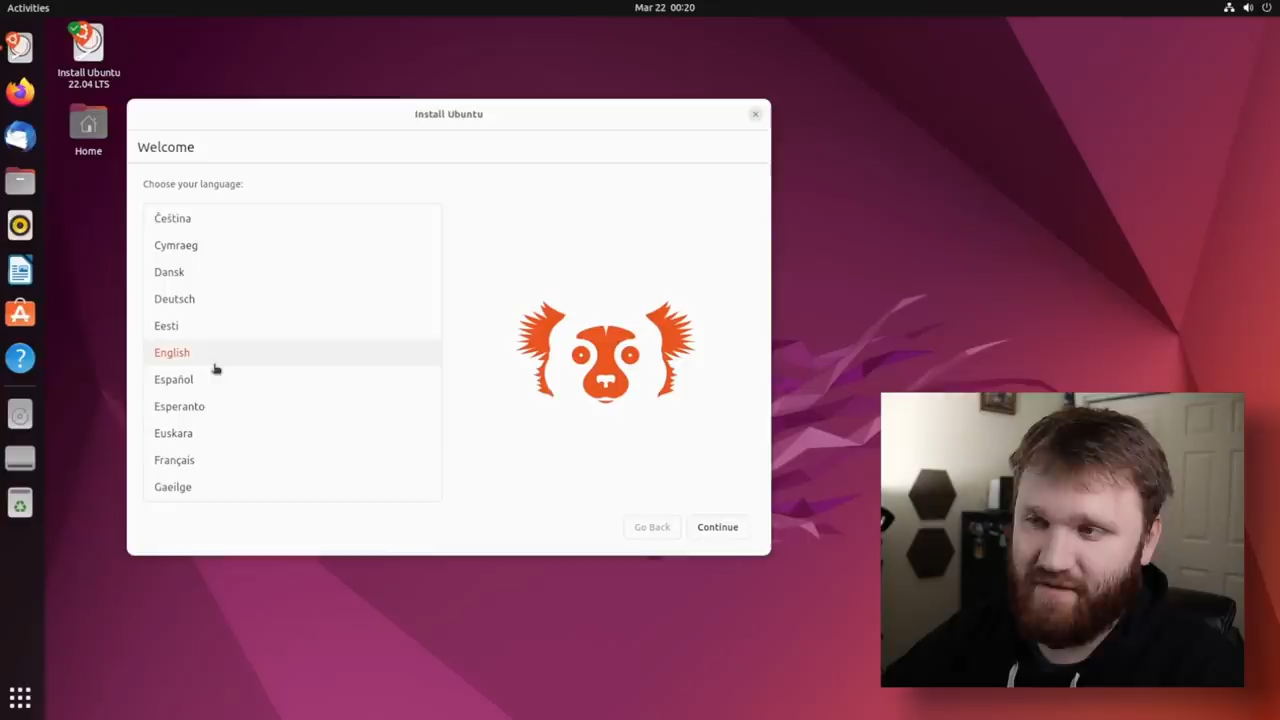 Activities
Mar 22 00:20
Install Ubuntu
22.04 LTS
Home
Install Ubuntu
Welcome
Choose your language:
Čeština
Cymraeg
Dansk
Deutsch
Eesti
English
Español
Esperanto
Euskara
Français
Gaeilge
Go Back
Continue